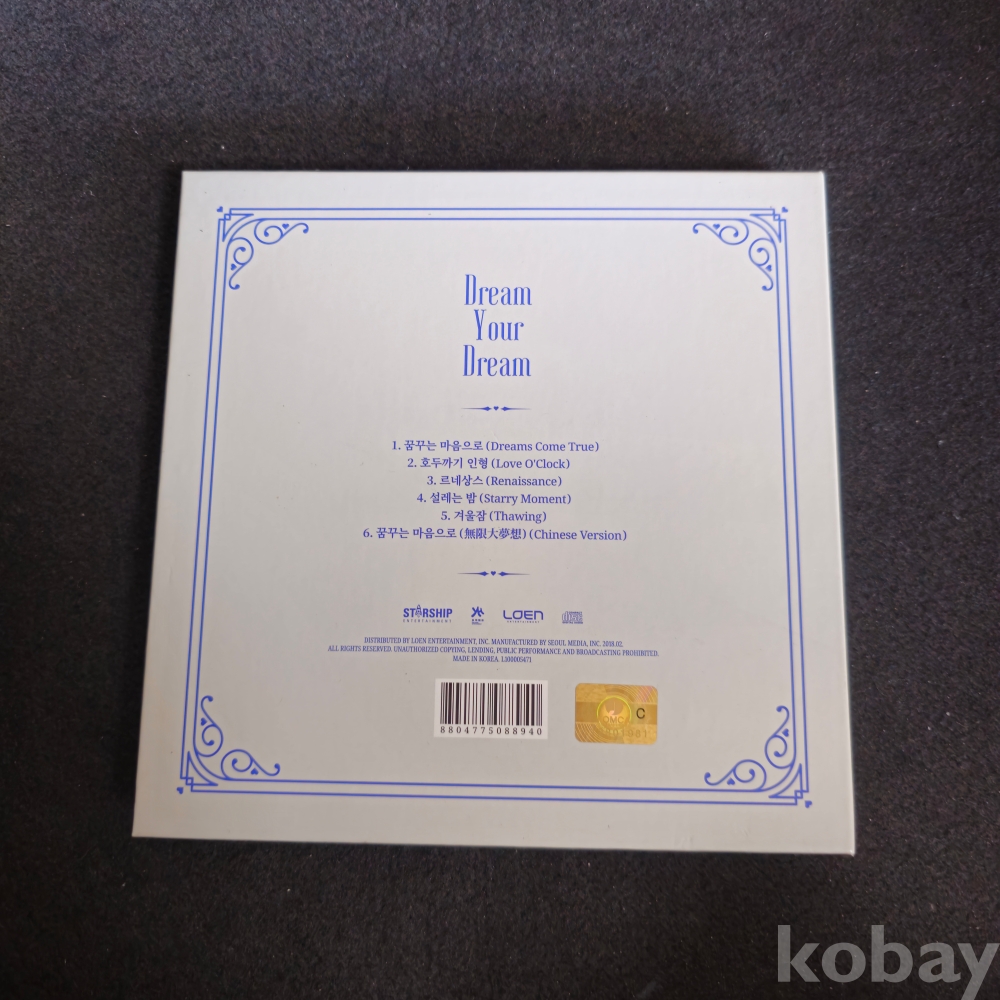 Dream
Your
Dream
1. 꿈꾸는 마음으로 (Dreams Come True)
2. 호두까기 인형 (Love O'Clock)
3. 르네상스 (Renaissance)
4. 설레는 밤 (Starry Moment)
5. 겨울잠 (Thawing)
6. 꿈꾸는 마음으로 (無限大夢想) (Chinese Version)
STARSHIP
ENTERTAINMENT
LOEN
ENTERTAINMENT
DISTRIBUTED BY LOEN ENTERTAINMENT, INC. MANUFACTURED BY SEOUL MEDIA, INC. 2018.02.
ALL RIGHTS RESERVED. UNAUTHORIZED COPYING, LENDING, PUBLIC PERFORMANCE AND BROADCASTING PROHIBITED.
MADE IN KOREA. L100005471
8804775088940
C
kobay